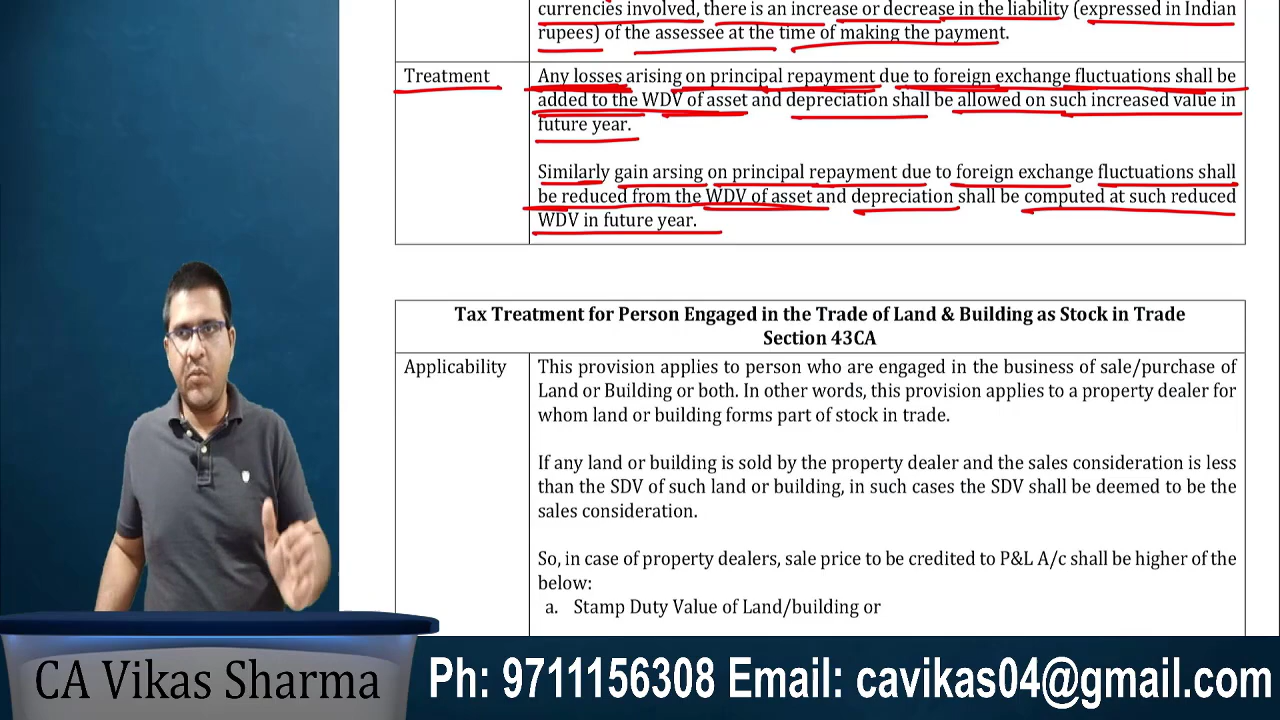 currencies involved, there is an increase or decrease in the liability (expressed in Indian
rupees) of the assessee at the time of making the payment.
Treatment
Any losses arising on principal repayment due to foreign exchange fluctuations shall be
added to the WDV of asset and depreciation shall be allowed on such increased value in
future year.
Similarly gain arsing on principal repayment due to foreign exchange fluctuations shall
be reduced from the WDV of asset and depreciation shall be computed at such reduced
WDV in future year.
Tax Treatment for Person Engaged in the Trade of Land & Building as Stock in Trade
Section 43CA
Applicability
This provision applies to person who are engaged in the business of sale/purchase of
Land or Building or both. In other words, this provision applies to a property dealer for
whom land or building forms part of stock in trade.
If any land or building is sold by the property dealer and the sales consideration is less
than the SDV of such land or building, in such cases the SDV shall be deemed to be the
sales consideration.
So, in case of property dealers, sale price to be credited to P&L A/c shall be higher of the
below:
a. Stamp Duty Value of Land/building or
CA Vikas Sharma
Ph: 9711156308 Email: cavikas04@gmail.com